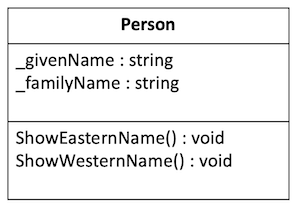 Person
_givenName : string
_familyName : string
ShowEasternName() : void
ShowWesternName() : void